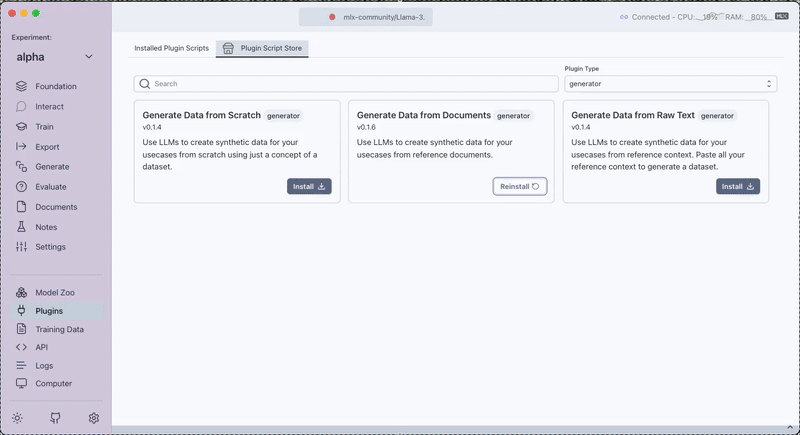 mlx-community/Llama-3.
Connected - CPU: RAM: 80% MLX
Experiment:
alpha
Foundation
Interact
Train
Export
Generate
Evaluate
Documents
Notes
Settings
Model Zoo
Plugins
Training Data
API
Logs
Computer
Installed Plugin Scripts
Plugin Script Store
Search
Plugin Type
generator
Generate Data from Scratch generator
v0.1.4
Use LLMs to create synthetic data for your
usecases from scratch using just a concept of a
dataset.
Install
Generate Data from Documents generator
v0.1.6
Use LLMs to create synthetic data for your
usecases from reference documents.
Reinstall
Generate Data from Raw Text generator
v0.1.4
Use LLMs to create synthetic data for your
usecases from reference context. Paste all your
reference context to generate a dataset.
Install